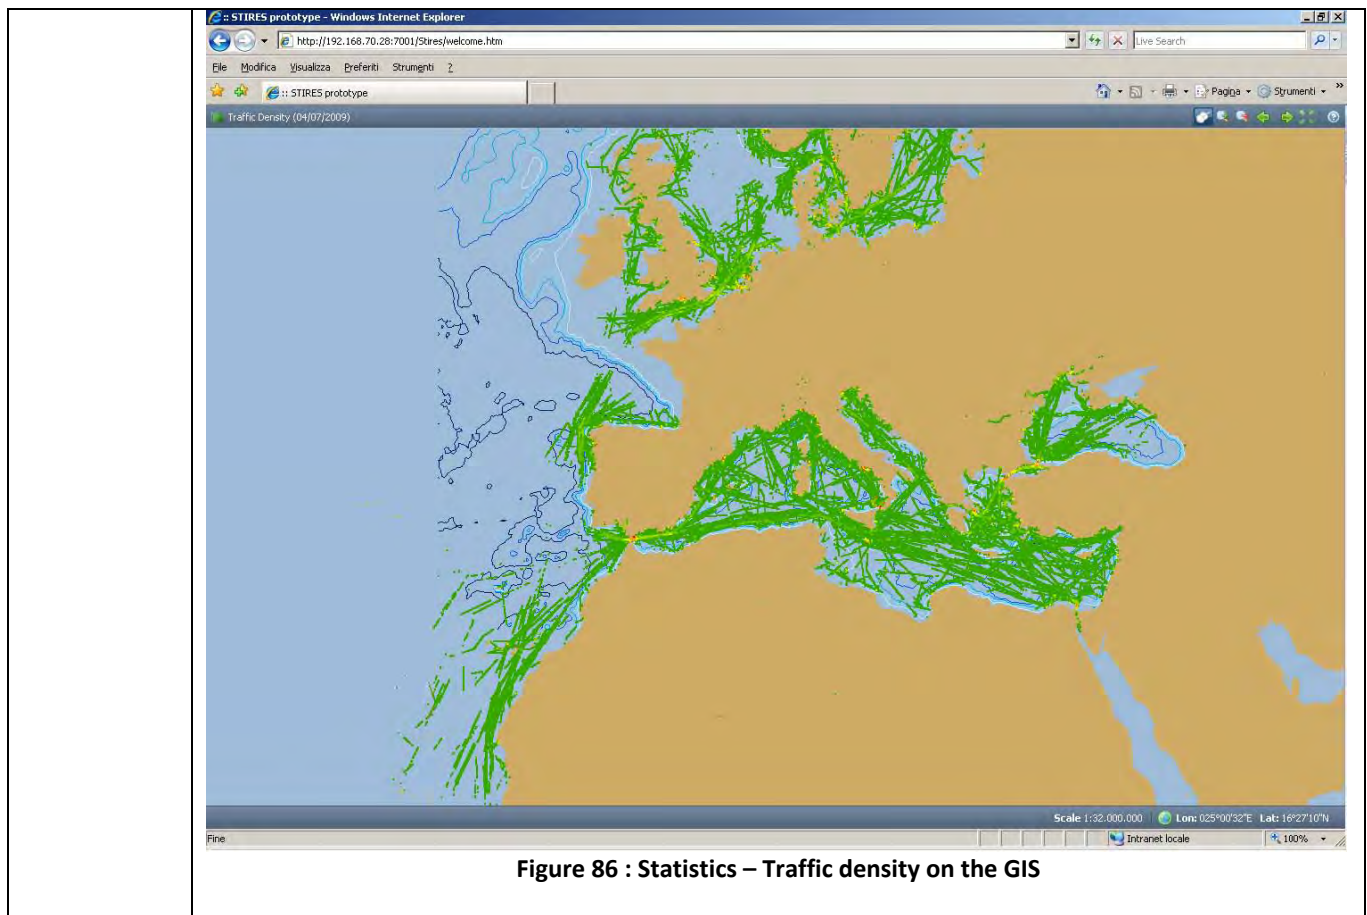 :: STIRES prototype - Windows Internet Explorer
http://192.168.70.28:7001/Stires/welcome.htm
Live Search
File Modifica Visualizza Preferiti Strumenti ?
:: STIRES prototype
Pagina Strumenti »
Traffic Density (04/07/2009)
Scale 1:32.000.000 Lon: 025°00'32"E Lat: 16°27'10"N
Fine Intranet locale 100%
Figure 86 : Statistics – Traffic density on the GIS